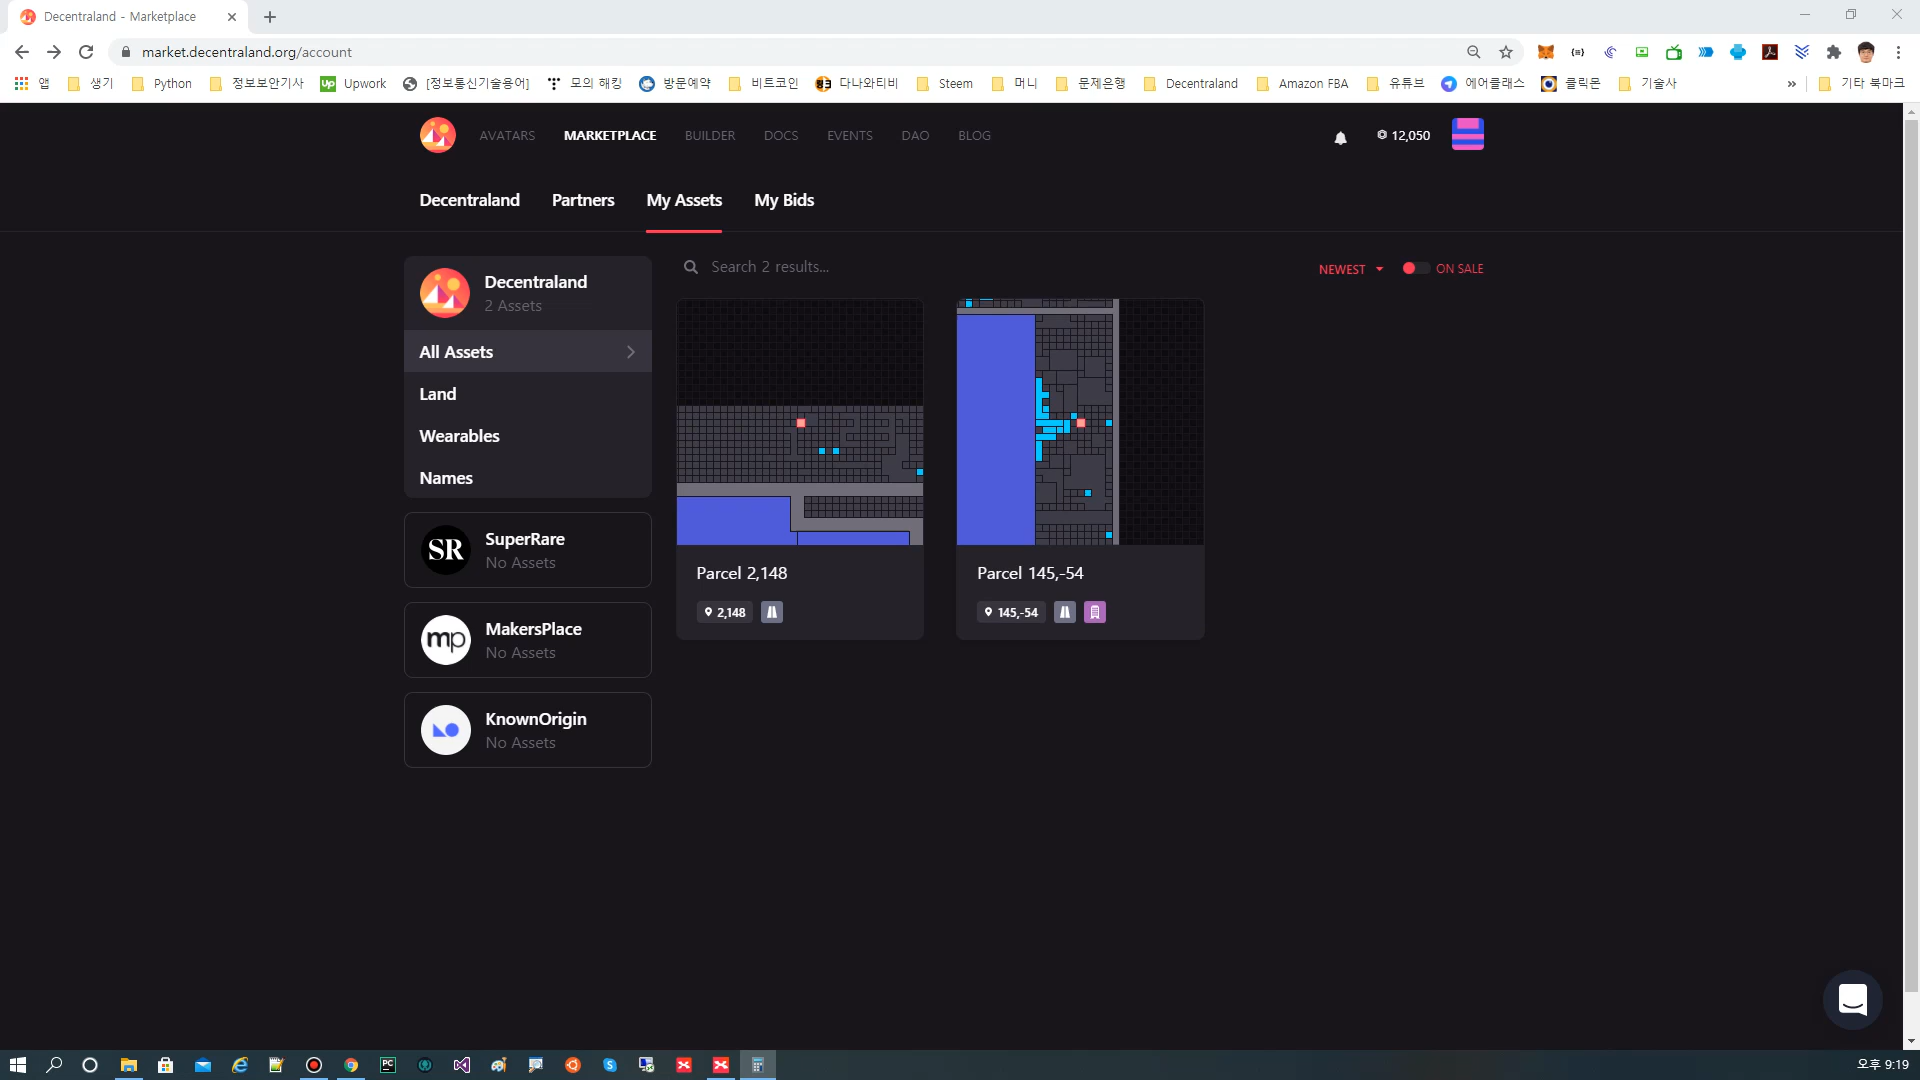 Decentraland - Marketplace
market.decentraland.org/account
앱 생기 Python 정보보안기사 Up Upwork [정보통신기술용어] 모의 해킹 방문예약 비트코인 다나와티비 Steem 머니 문제은행 Decentraland Amazon FBA 유튜브 에어클래스 클릭몬 기술사 » 기타 북마크
AVATARS MARKETPLACE BUILDER DOCS EVENTS DAO BLOG 12,050
Decentraland Partners My Assets My Bids
Decentraland
2 Assets
All Assets
Land
Wearables
Names
SR
SuperRare
No Assets
mp
MakersPlace
No Assets
KnownOrigin
No Assets
Search 2 results...
NEWEST ON SALE
Parcel 2,148
2,148
Parcel 145,-54
145,-54
오후 9:19